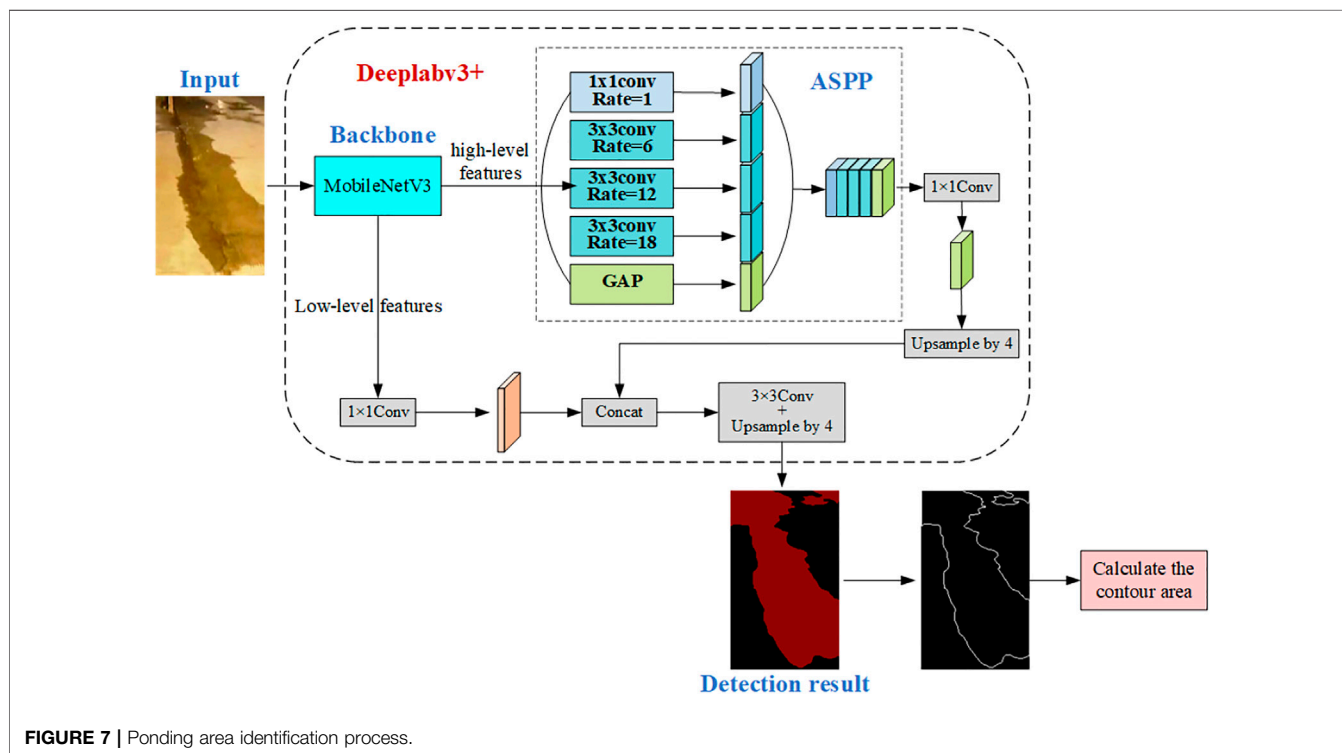 Input
Deeplabv3+
Backbone
MobileNetV3
high-level
features
1x1conv
Rate=1
3x3conv
Rate=6
3x3conv
Rate=12
3x3conv
Rate=18
GAP
ASPP
1×1Conv
Upsample by 4
Low-level features
1×1Conv
Concat
3×3Conv
+
Upsample by 4
Detection result
Calculate the
contour area
FIGURE 7 | Ponding area identification process.